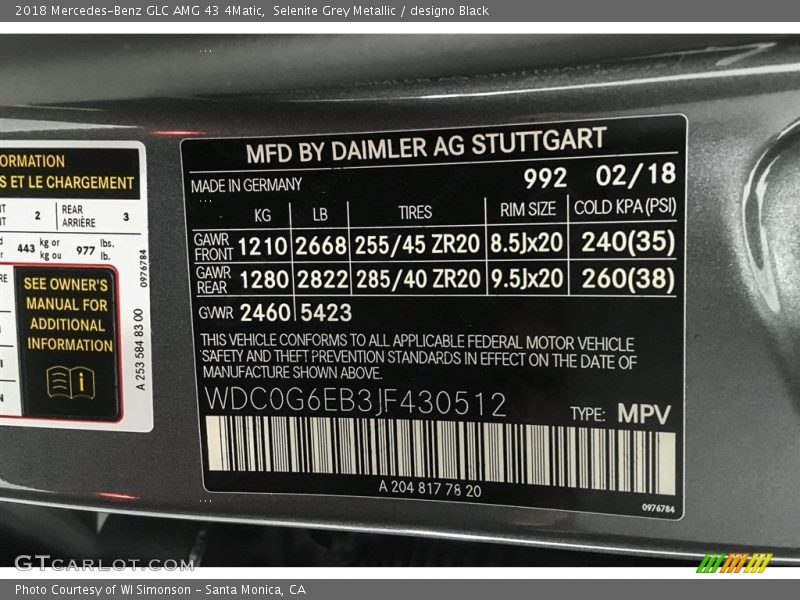 2018 Mercedes-Benz GLC AMG 43 4Matic, Selenite Grey Metallic / designo Black
ORMATION
S ET LE CHARGEMENT
2 REAR ARRIÈRE 3
443 kg or kg ou 977 lbs. lb.
SEE OWNER'S
MANUAL FOR
ADDITIONAL
INFORMATION
0976784
A 253 584 83 00
MFD BY DAIMLER AG STUTTGART
MADE IN GERMANY 992 02/18
KG LB TIRES RIM SIZE COLD KPA (PSI)
GAWR FRONT 1210 2668 255/45 ZR20 8.5Jx20 240(35)
GAWR REAR 1280 2822 285/40 ZR20 9.5Jx20 260(38)
GVWR 2460 5423
THIS VEHICLE CONFORMS TO ALL APPLICABLE FEDERAL MOTOR VEHICLE
SAFETY AND THEFT PREVENTION STANDARDS IN EFFECT ON THE DATE OF
MANUFACTURE SHOWN ABOVE.
WDC0G6EB3JF430512 TYPE: MPV
A 204 817 78 20
0976784
GTCARLOT.COM
Photo Courtesy of WI Simonson - Santa Monica, CA